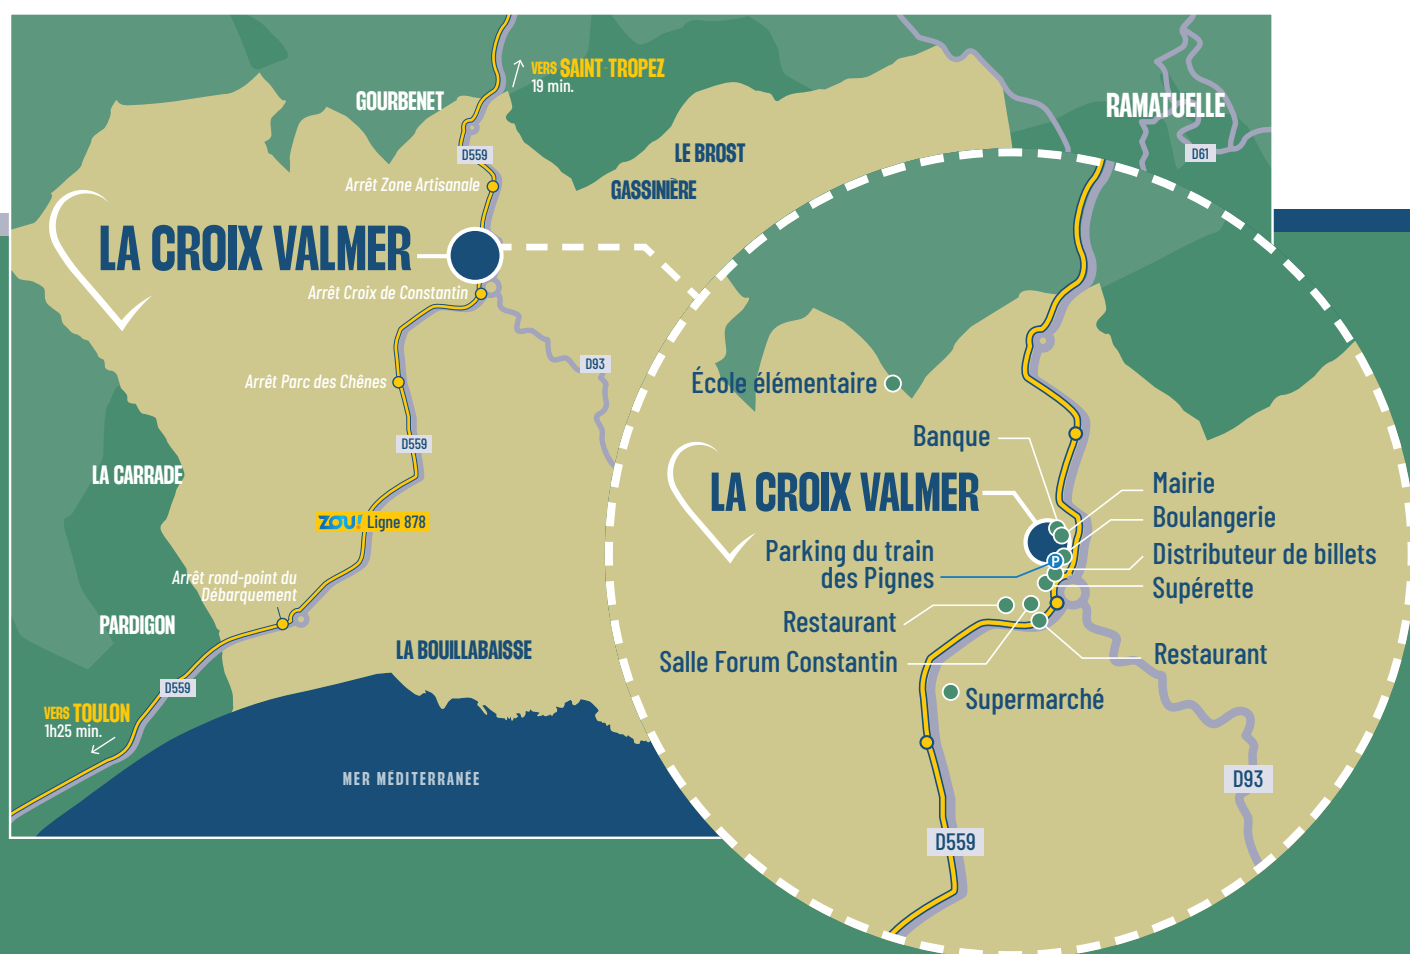 VERS SAINT-TROPEZ
19 min.
GOURBENET
RAMATUELLE
D559
LE BROST
D61
Arrêt Zone Artisanale
GASSINIÈRE
LA CROIX VALMER
Arrêt Croix de Constantin
D93
Arrêt Parc des Chênes
D559
LA CARRADE
ZOU! Ligne 878
Arrêt rond-point du
Débarquement
PARDIGON
LA BOUILLABAISSE
D559
VERS TOULON
1h25 min.
MER MÉDITERRANÉE
École élémentaire
Banque
LA CROIX VALMER
Mairie
Boulangerie
Parking du train
des Pignes
P
Distributeur de billets
Supérette
Restaurant
Salle Forum Constantin
Restaurant
Supermarché
D93
D559